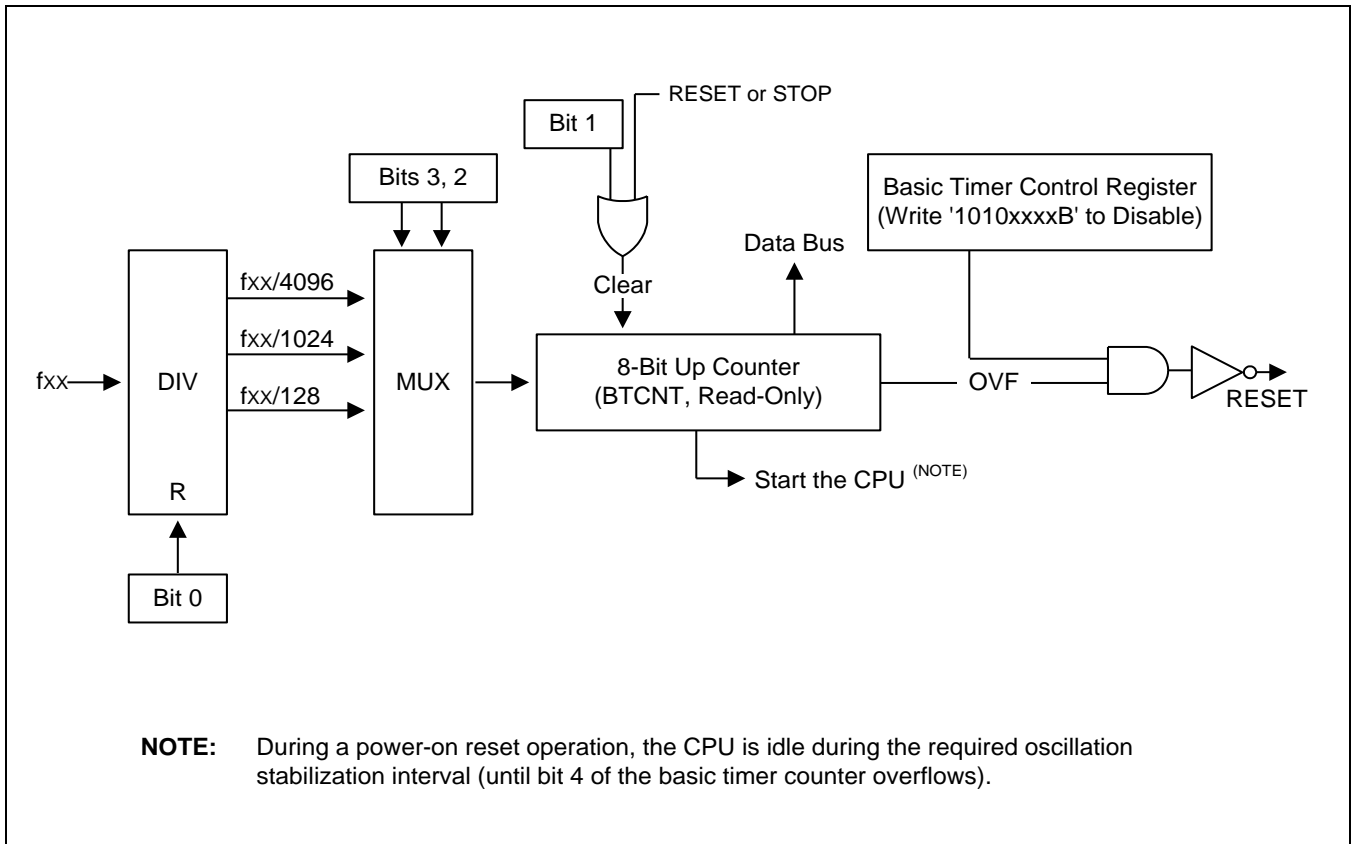 RESET or STOP
Bit 1
Bits 3, 2
Basic Timer Control Register
(Write '1010xxxxB' to Disable)
Data Bus
Clear
fxx/4096
fxx/1024
fxx/128
fxx
DIV
R
MUX
8-Bit Up Counter
(BTCNT, Read-Only)
OVF
RESET
Start the CPU (NOTE)
Bit 0
NOTE: During a power-on reset operation, the CPU is idle during the required oscillation
stabilization interval (until bit 4 of the basic timer counter overflows).